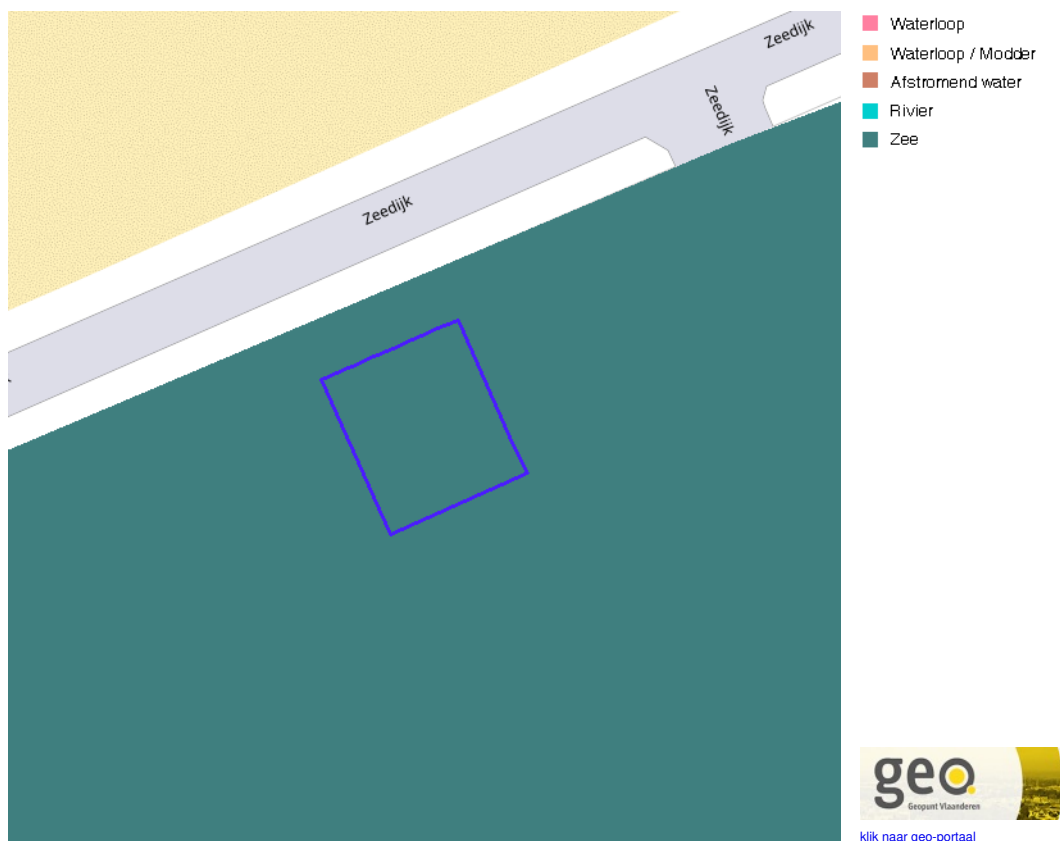 Zeedijk
Zeedijk
Zeedijk
Waterloop
Waterloop / Modder
Afstromend water
Rivier
Zee
geo
Geopunt Vlaanderen
klik naar geo-portaal